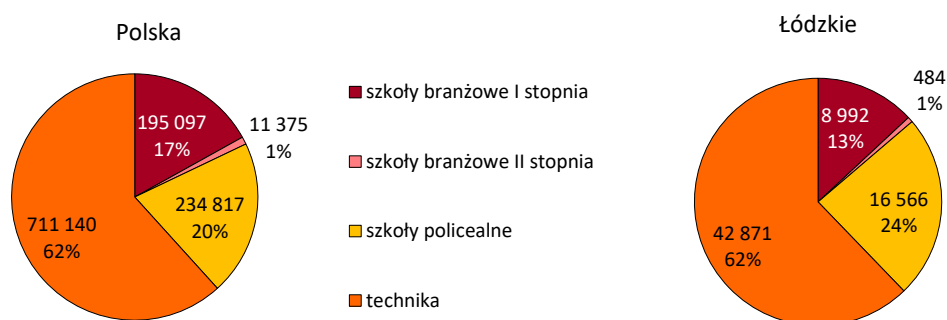 Polska
195 097
17%
11 375
1%
234 817
20%
711 140
62%
szkoły branżowe I stopnia
szkoły branżowe II stopnia
szkoły policealne
technika
Łódzkie
8 992
13%
484
1%
16 566
24%
42 871
62%